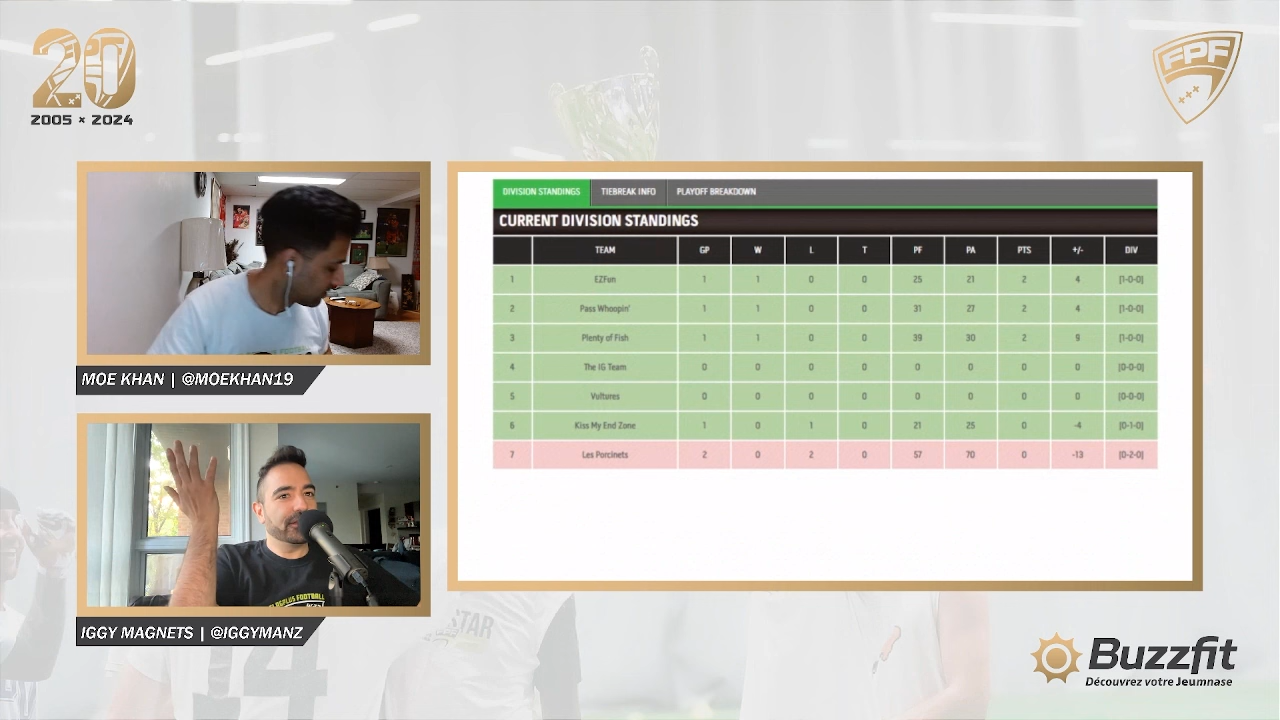 20
2005 × 2024
FPF
DIVISION STANDINGS TIEBREAK INFO PLAYOFF BREAKDOWN
CURRENT DIVISION STANDINGS
TEAM GP W L T PF PA PTS +/- DIV
1 EZFun 1 1 0 0 25 21 2 4 [1-0-0]
2 Pass Whoopin' 1 1 0 0 31 27 2 4 [1-0-0]
3 Plenty of Fish 1 1 0 0 39 30 2 9 [1-0-0]
4 The IG Team 0 0 0 0 0 0 0 0 [0-0-0]
5 Vultures 0 0 0 0 0 0 0 0 [0-0-0]
6 Kiss My End Zone 1 0 1 0 21 25 0 -4 [0-1-0]
7 Les Porcinets 2 0 2 0 57 70 0 -13 [0-2-0]
MOE KHAN | @MOEKHAN19
FOOTBALL
IGGY MAGNETS | @IGGYMANZ
STAR
14
Buzzfit
Découvrez votre Jeumnase